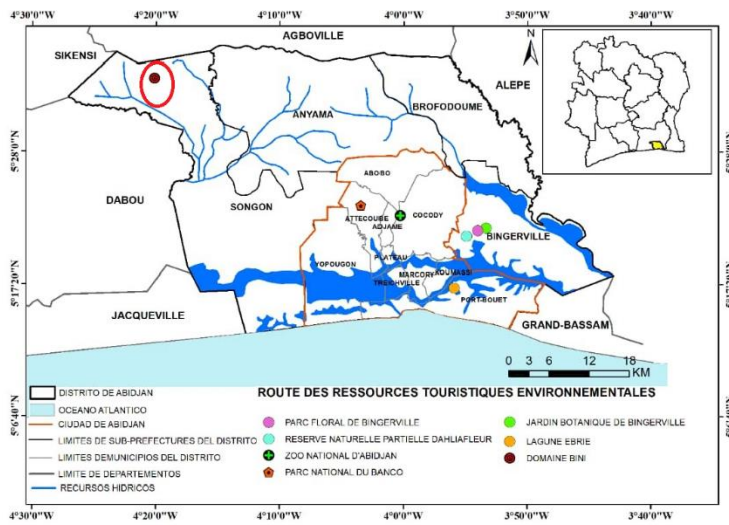 4°30'0"W 4°20'0"W 4°10'0"W 4°0'0"W 3°50'0"W 3°40'0"W
AGBOVILLE
SIKENSI
N
ALEPE
ANYAMA
BROFODOUME
5°28'0"N
ABOBO
DABOU
SONGON
COCODY
ATTECOUBE
ADJAME
BINGERVILLE
PLATEAU
YOPOUGON
MARCORY
KOUMASSI
5°17'20"N
TREICHVILLE
PORT-BOUET
JACQUEVILLE
GRAND-BASSAM
0 3 6 12 18
KM
DISTRITO DE ABIDJAN
OCEANO ATLANTICO
CIUDAD DE ABIDJAN
LIMITES DE SUB-PREFECTURES DEL DISTRITO
LIMITES DEMUNICIPIOS DEL DISTRITO
LIMITE DE DEPARTEMENTOS
RECURSOS HIDRICOS
ROUTE DES RESSOURCES TOURISTIQUES ENVIRONNEMENTALES
PARC FLORAL DE BINGERVILLE
RESERVE NATURELLE PARTIELLE DAHLIAFLEUR
ZOO NATIONAL D'ABIDJAN
PARC NATIONAL DU BANCO
JARDIN BOTANIQUE DE BINGERVILLE
LAGUNE EBRIE
DOMAINE BINI
5°6'40"N
4°30'0"W 4°20'0"W 4°10'0"W 4°0'0"W 3°50'0"W 3°40'0"W